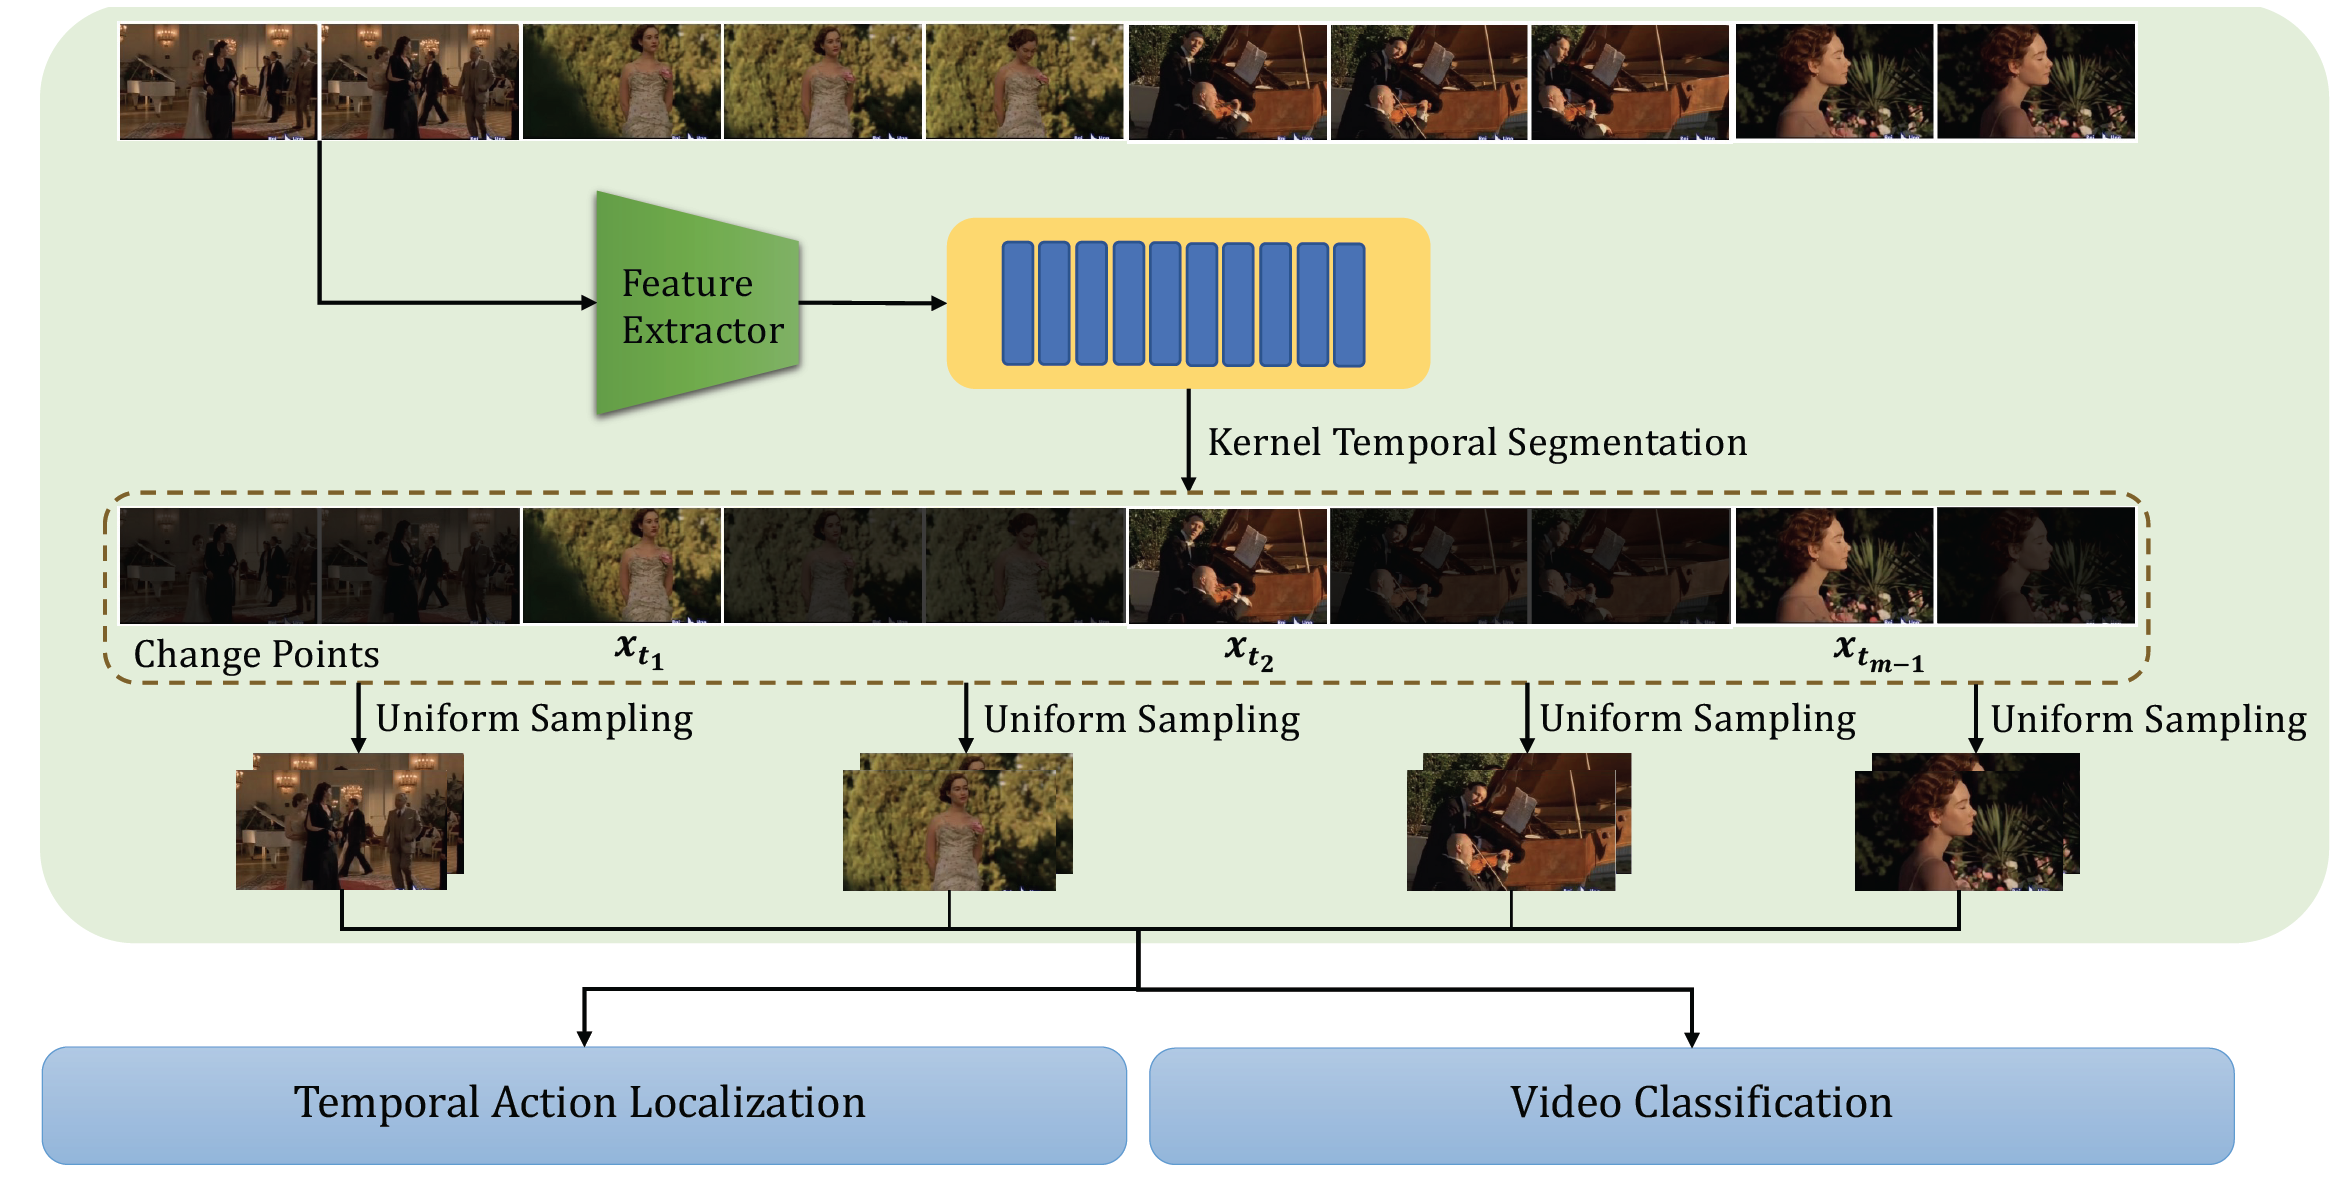 Feature
Extractor
Kernel Temporal Segmentation
Change Points
x_{t_1}
x_{t_2}
x_{t_{m-1}}
Uniform Sampling
Uniform Sampling
Uniform Sampling
Uniform Sampling
Temporal Action Localization
Video Classification